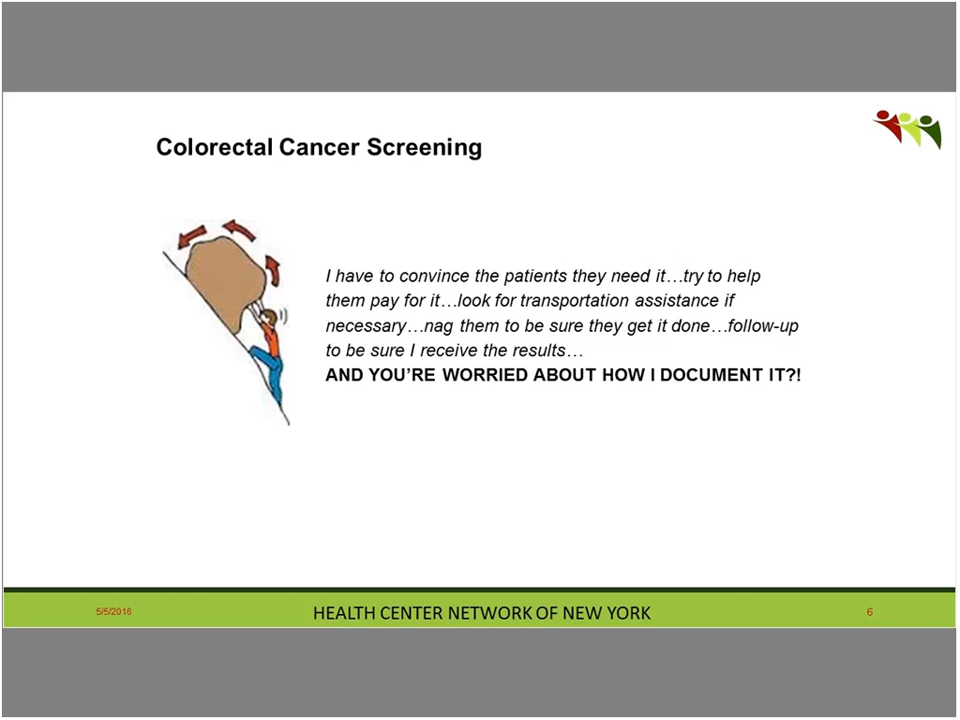 Colorectal Cancer Screening
I have to convince the patients they need it…try to help
them pay for it…look for transportation assistance if
necessary…nag them to be sure they get it done…follow-up
to be sure I receive the results…
AND YOU’RE WORRIED ABOUT HOW I DOCUMENT IT?!
5/5/2016
HEALTH CENTER NETWORK OF NEW YORK
6